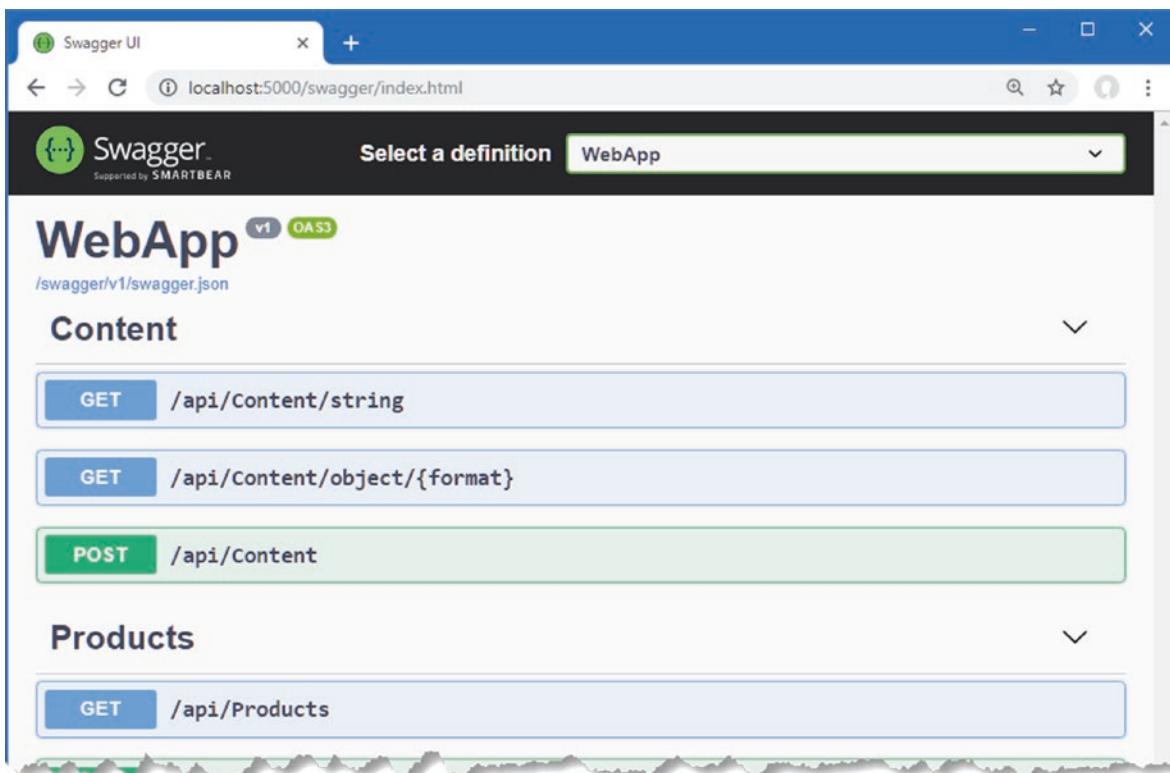 Swagger UI
localhost:5000/swagger/index.html
Swagger
Supported by SMARTBEAR
Select a definition WebApp
WebApp v1 OAS3
/swagger/v1/swagger.json
Content
GET /api/Content/string
GET /api/Content/object/{format}
POST /api/Content
Products
GET /api/Products